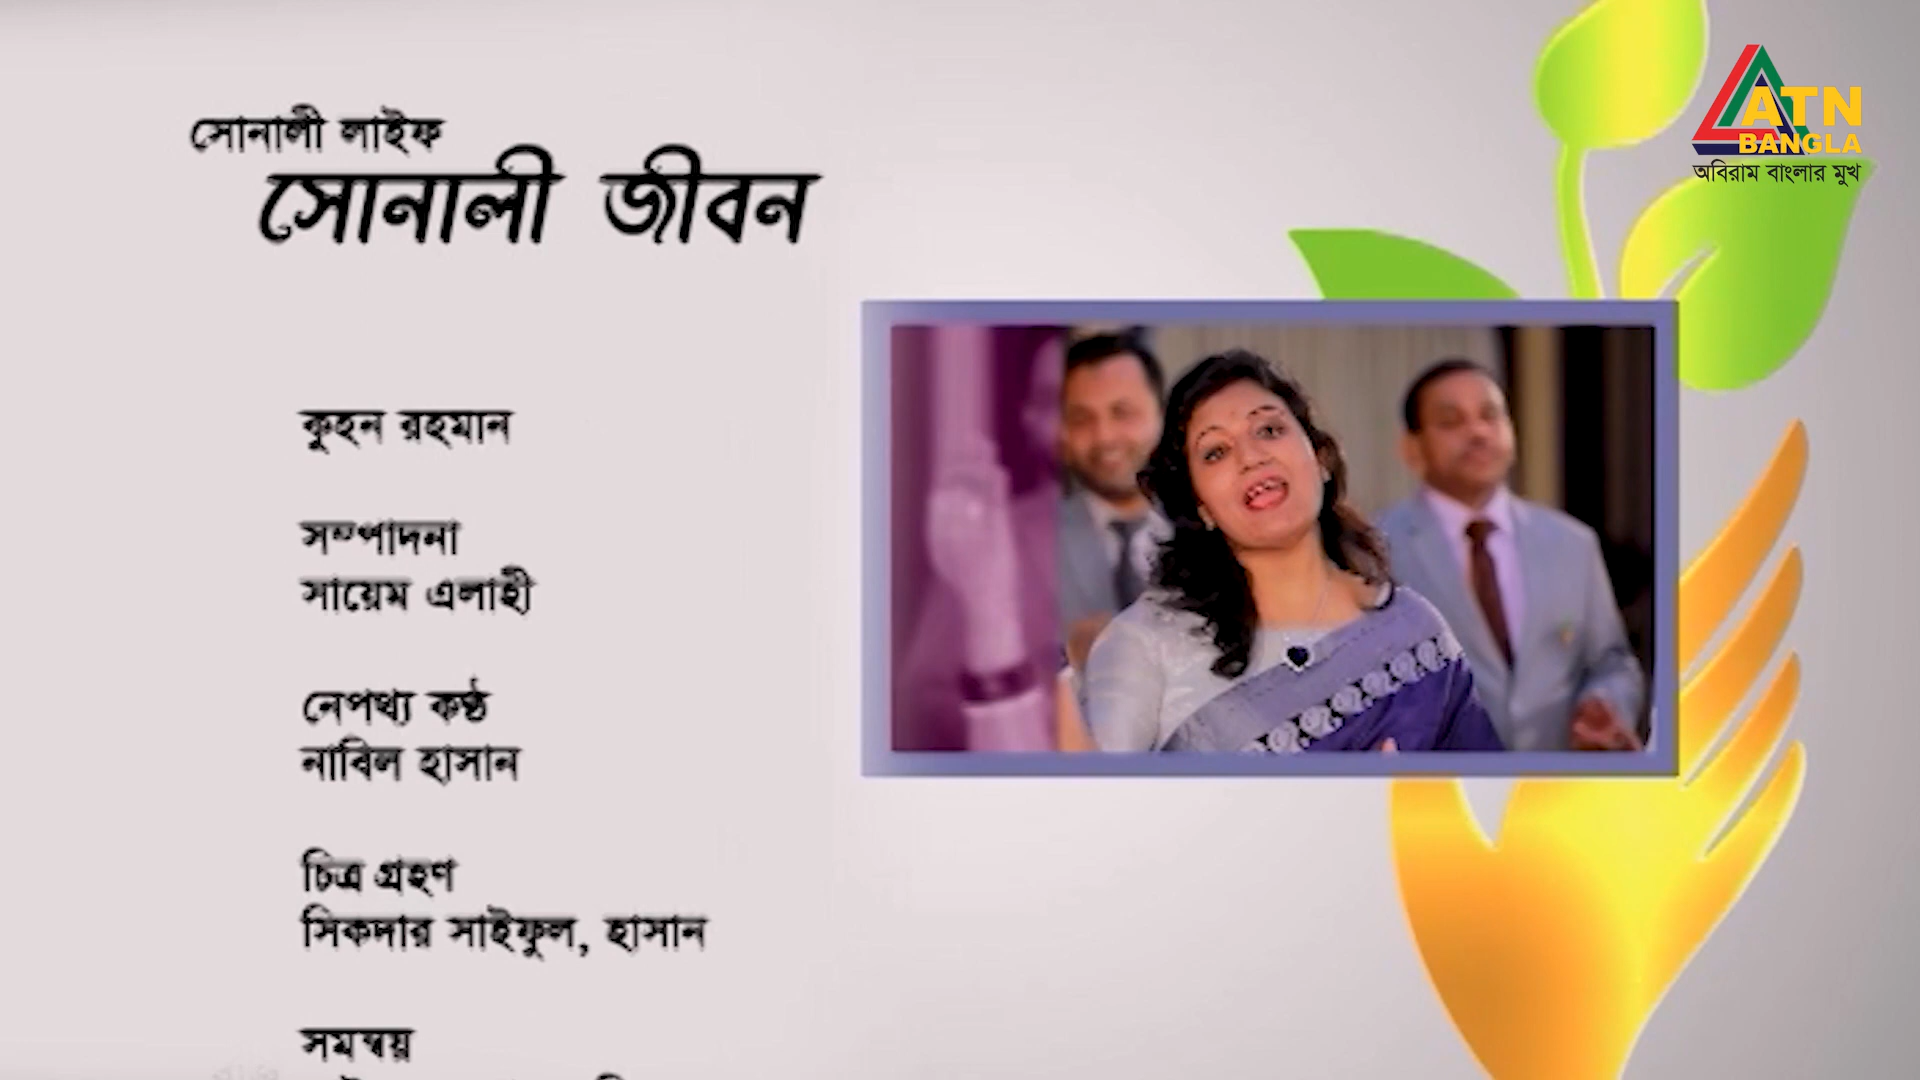 সোনালী লাইফ
সোনালী জীবন
ATN
BANGLA
অবিরাম বাংলার মুখ
কুহন রহমান
সম্পাদনা
সায়েম এলাহী
নেপথ্য কণ্ঠ
নাবিল হাসান
চিত্র গ্রহণ
সিকদার সাইফুল, হাসান
সমন্বয়